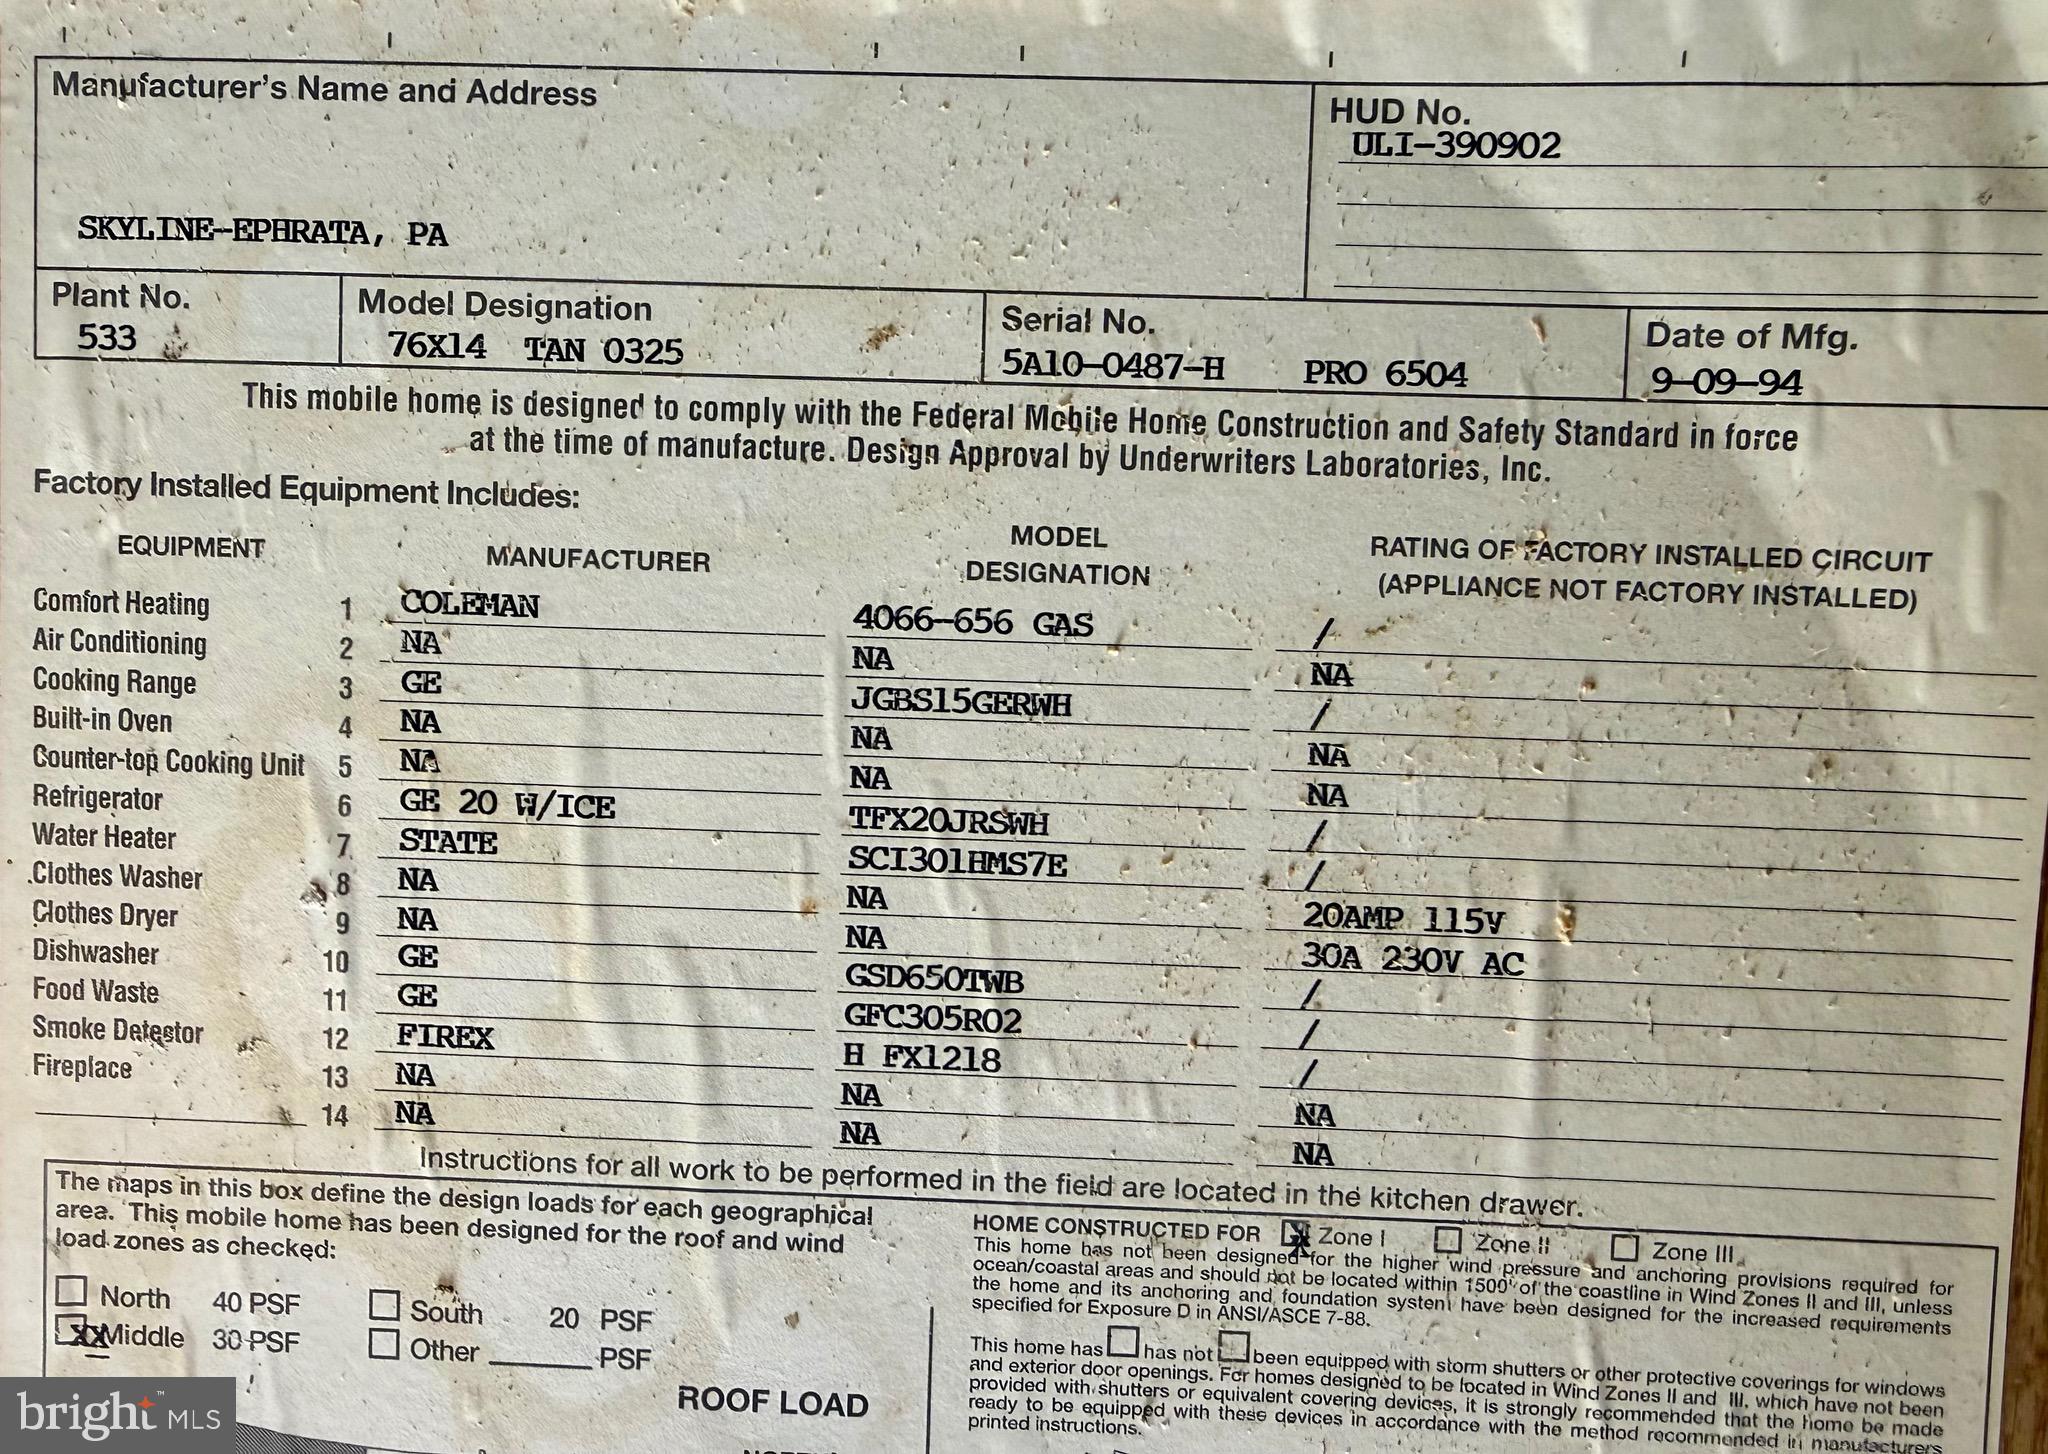 Manufacturer's Name and Address
HUD No.
ULI-390902
SKYLINE-EPHRATA, PA
Plant No.
533
Model Designation
76X14 TAN 0325
Serial No.
5A10-0487-H PRO 6504
Date of Mfg.
9-09-94
This mobile home is designed to comply with the Federal Mobile Home Construction and Safety Standard in force
at the time of manufacture. Design Approval by Underwriters Laboratories, Inc.
Factory Installed Equipment Includes:
EQUIPMENT MANUFACTURER MODEL DESIGNATION RATING OF FACTORY INSTALLED CIRCUIT (APPLIANCE NOT FACTORY INSTALLED)
Comfort Heating 1 COLEMAN 4066-656 GAS /
Air Conditioning 2 NA NA NA
Cooking Range 3 GE JGBS15GERWH /
Built-in Oven 4 NA NA NA
Counter-top Cooking Unit 5 NA NA NA
Refrigerator 6 GE 20 W/ICE TFX20JRSWH /
Water Heater 7 STATE SCI301HMS7E /
Clothes Washer 8 NA NA 20AMP 115V
Clothes Dryer 9 NA NA 30A 230V AC
Dishwasher 10 GE GSD650TWB /
Food Waste 11 GE GFC305R02 /
Smoke Detector 12 FIREX H FX1218 /
Fireplace 13 NA NA NA
14 NA NA NA
Instructions for all work to be performed in the field are located in the kitchen drawer.
The maps in this box define the design loads for each geographical
area. This mobile home has been designed for the roof and wind
load zones as checked:
North 40 PSF South 20 PSF
XX Middle 30 PSF Other ______ PSF
ROOF LOAD
HOME CONSTRUCTED FOR X Zone I Zone II Zone III
This home has not been designed for the higher wind pressure and anchoring provisions required for
ocean/coastal areas and should not be located within 1500' of the coastline in Wind Zones II and III, unless
the home and its anchoring and foundation system have been designed for the increased requirements
specified for Exposure D in ANSI/ASCE 7-88.
This home has has not been equipped with storm shutters or other protective coverings for windows
and exterior door openings. For homes designed to be located in Wind Zones II and III, which have not been
provided with shutters or equivalent covering devices, it is strongly recommended that the home be made
ready to be equipped with these devices in accordance with the method recommended in manufacturers
printed instructions.
bright MLS